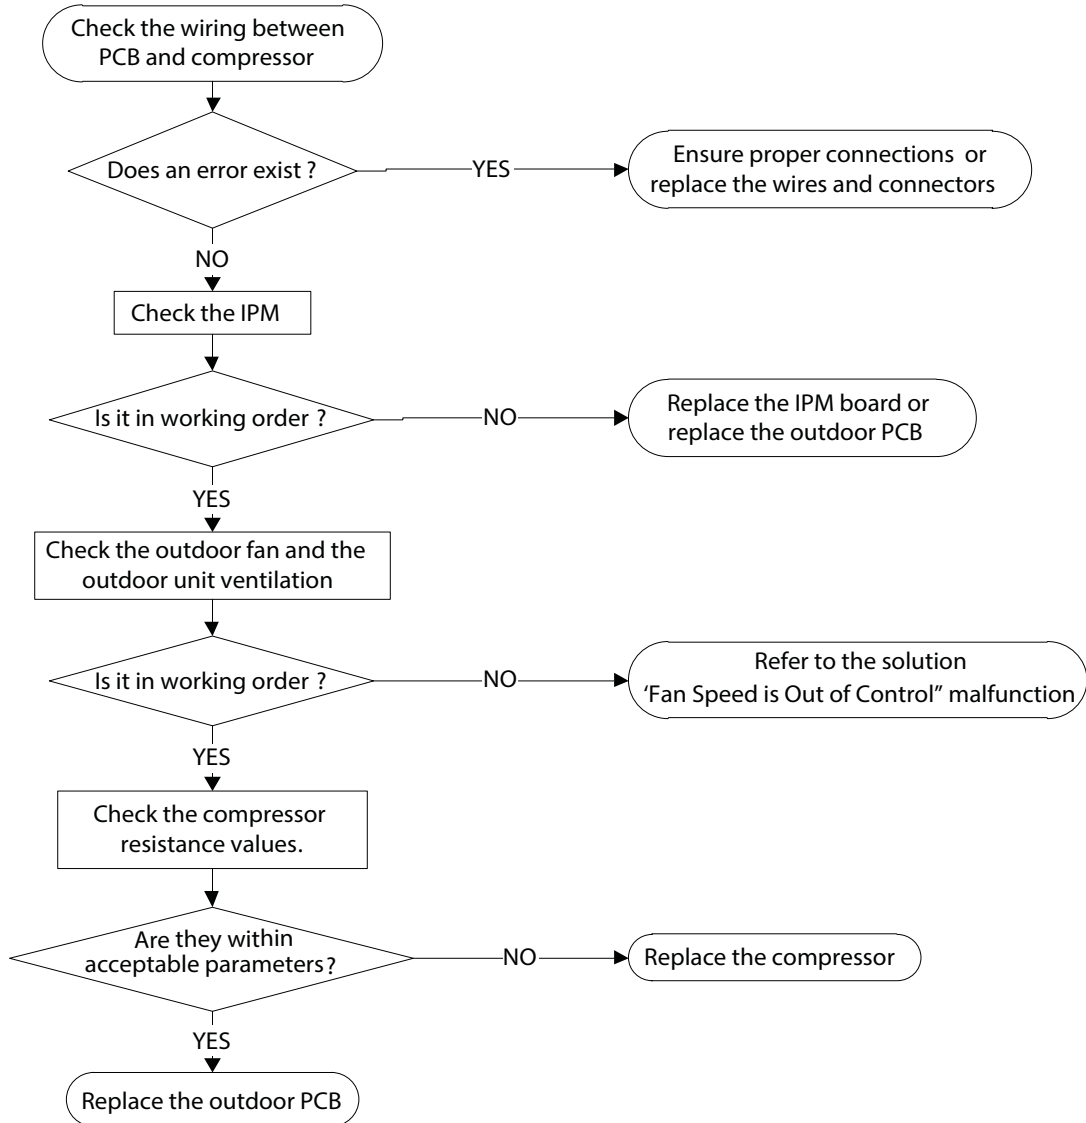 Check the wiring between
PCB and compressor
Does an error exist ?
YES
Ensure proper connections or
replace the wires and connectors
NO
Check the IPM
Is it in working order ?
NO
Replace the IPM board or
replace the outdoor PCB
YES
Check the outdoor fan and the
outdoor unit ventilation
Is it in working order ?
NO
Refer to the solution
‘Fan Speed is Out of Control” malfunction
YES
Check the compressor
resistance values.
Are they within
acceptable parameters ?
NO
Replace the compressor
YES
Replace the outdoor PCB